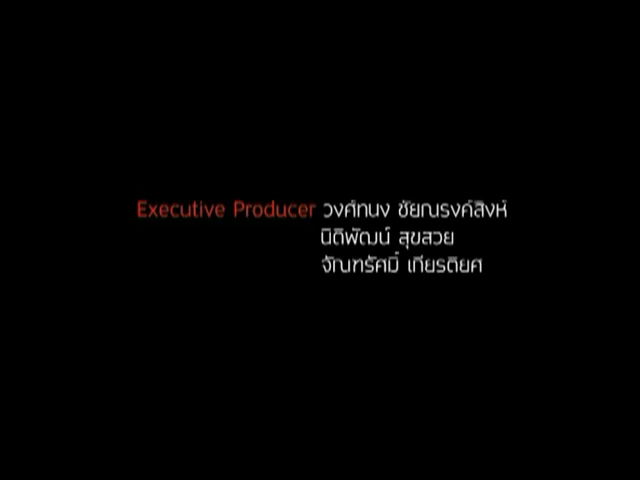 Executive Producer วงศ์ทนง ชัยณรงค์สิงห์
นิติพัฒน์ สุขสวย
จัณฑรัศมิ์ เกียรติยศ